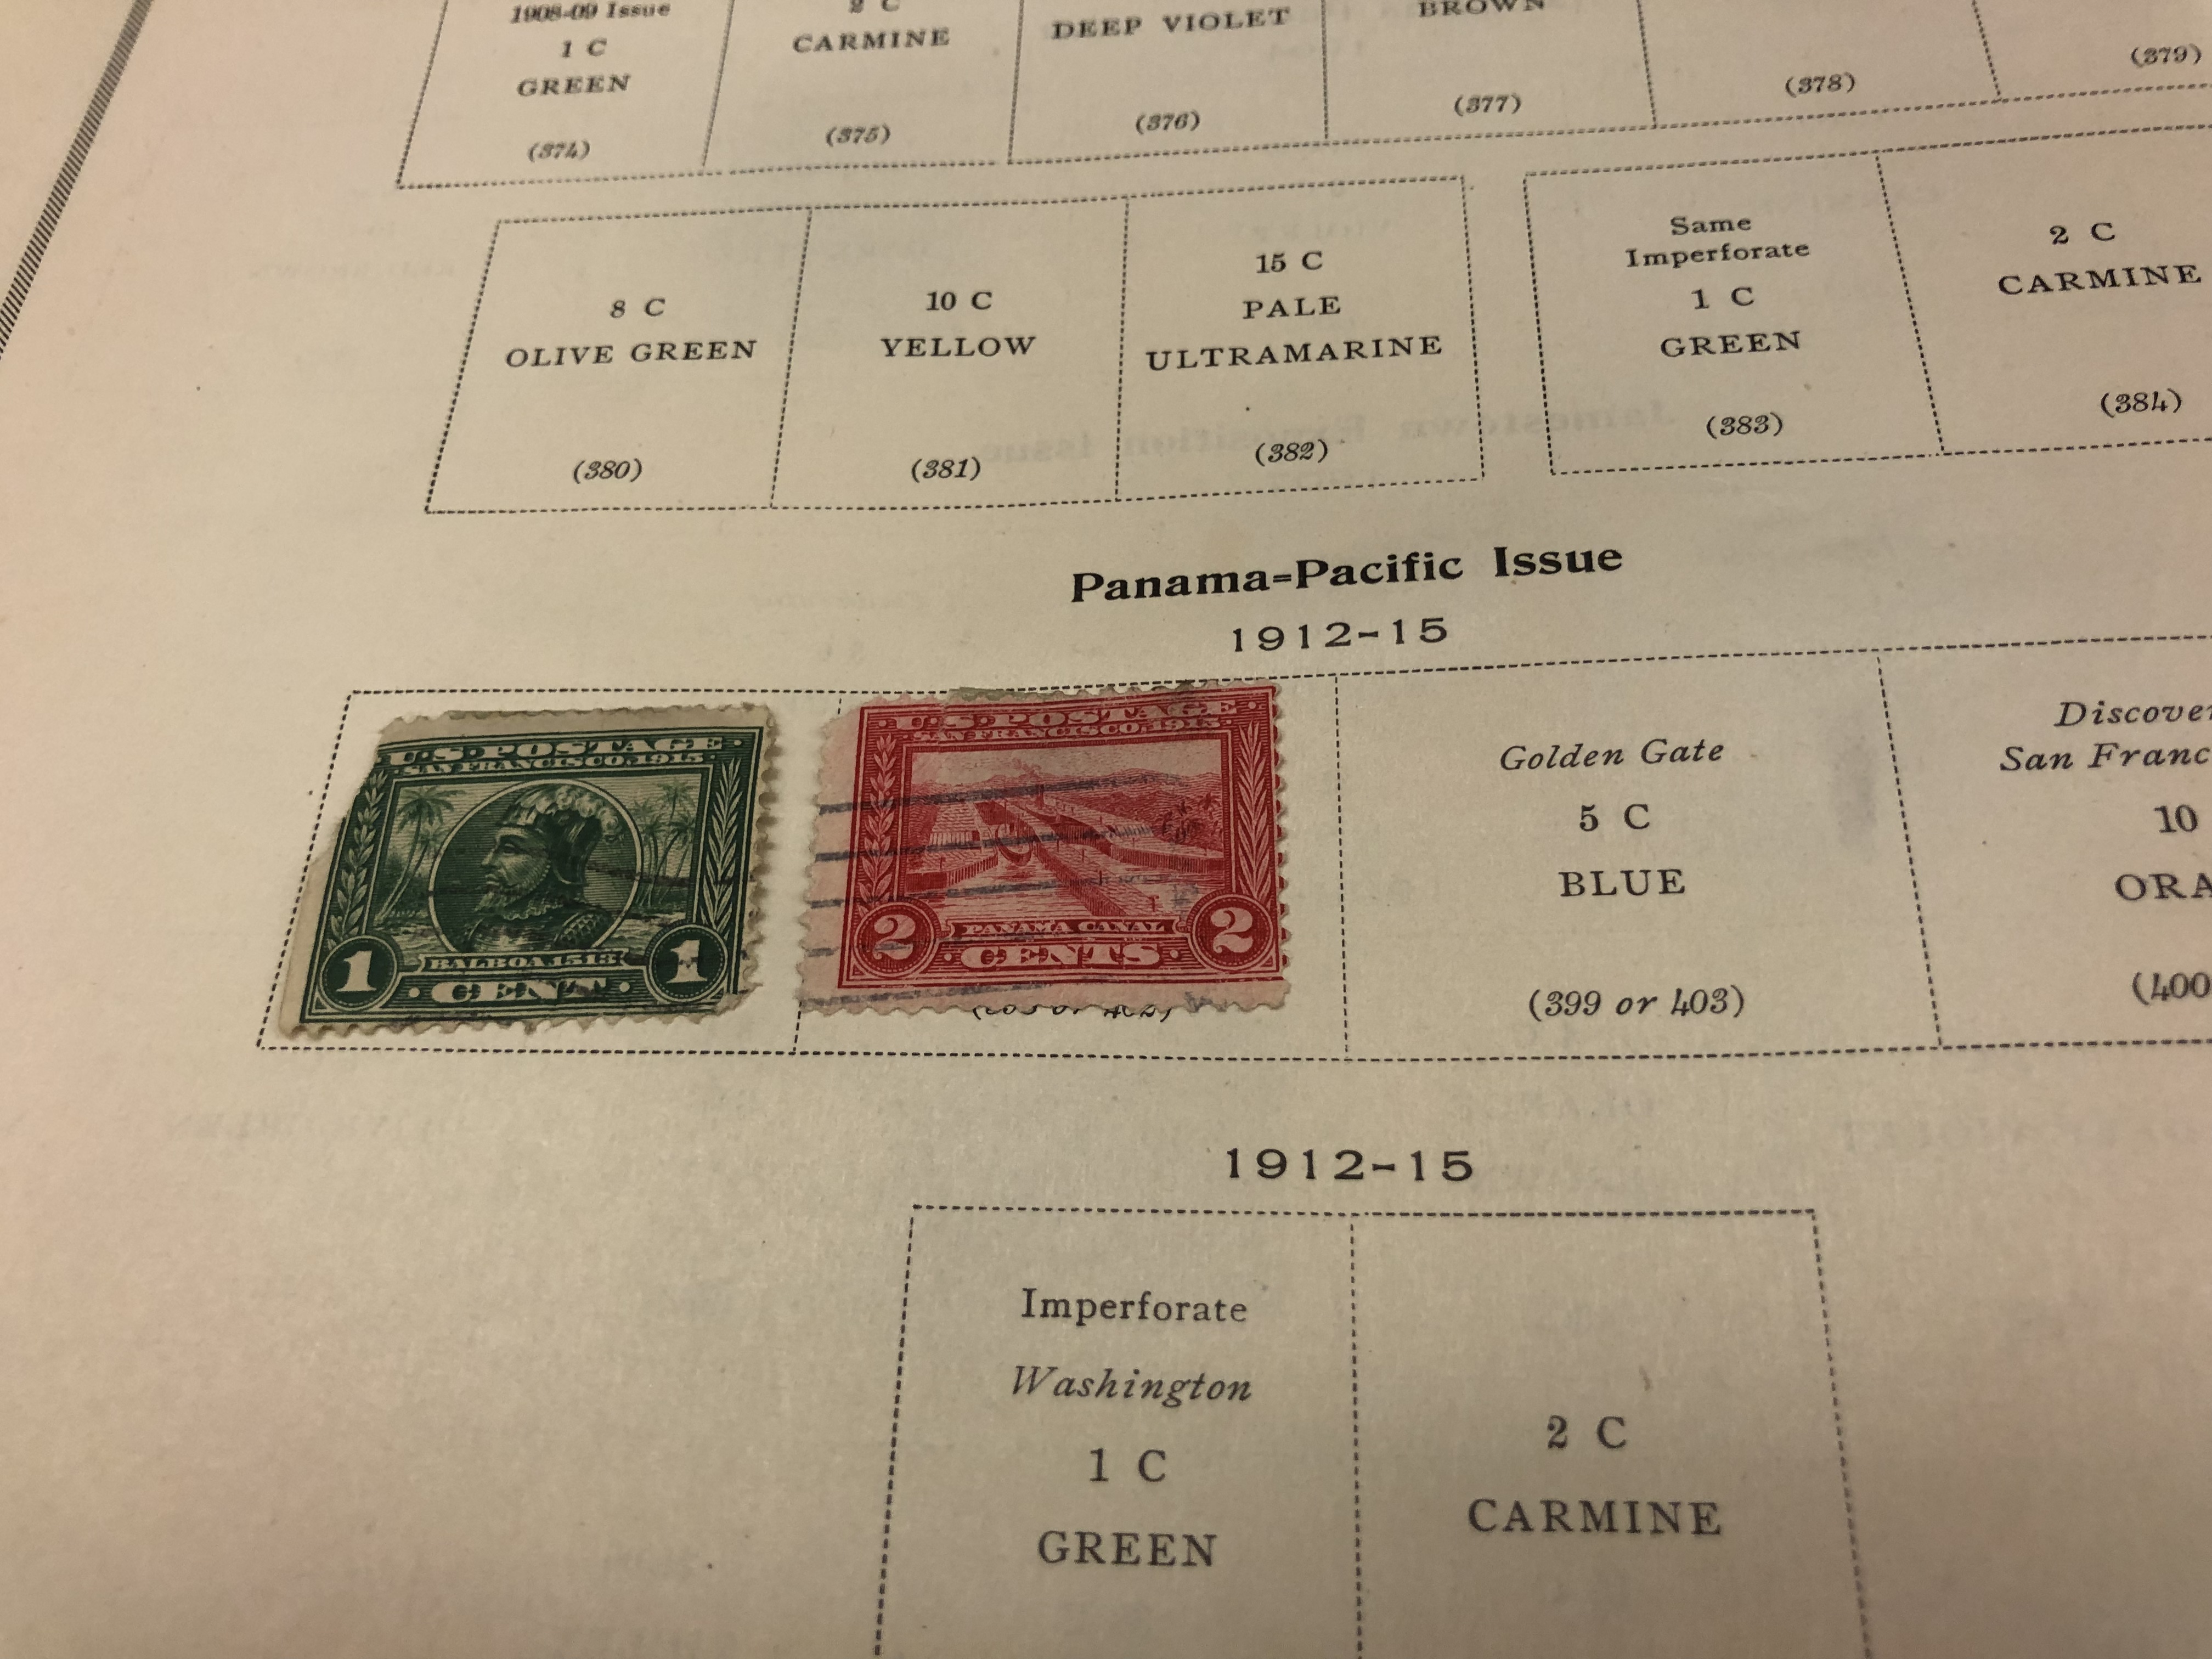 1908-09 Issue
1 C
GREEN
(374)
2 C
CARMINE
(375)
DEEP VIOLET
(376)
BROWN
(377)
(378)
(379)
8 C
OLIVE GREEN
(380)
10 C
YELLOW
(381)
15 C
PALE
ULTRAMARINE
(382)
Same
Imperforate
1 C
GREEN
(383)
2 C
CARMINE
(384)
Panama=Pacific Issue
1912-15
U.S. POSTAGE
SAN FRANCISCO, 1915
BALBOA, 1513
1 CENT 1
U.S. POSTAGE
SAN FRANCISCO, 1915
PANAMA CANAL
2 CENTS 2
Golden Gate
5 C
BLUE
(399 or 403)
Discover
San Franc
10
ORA
(400
1912-15
Imperforate
Washington
1 C
GREEN
2 C
CARMINE